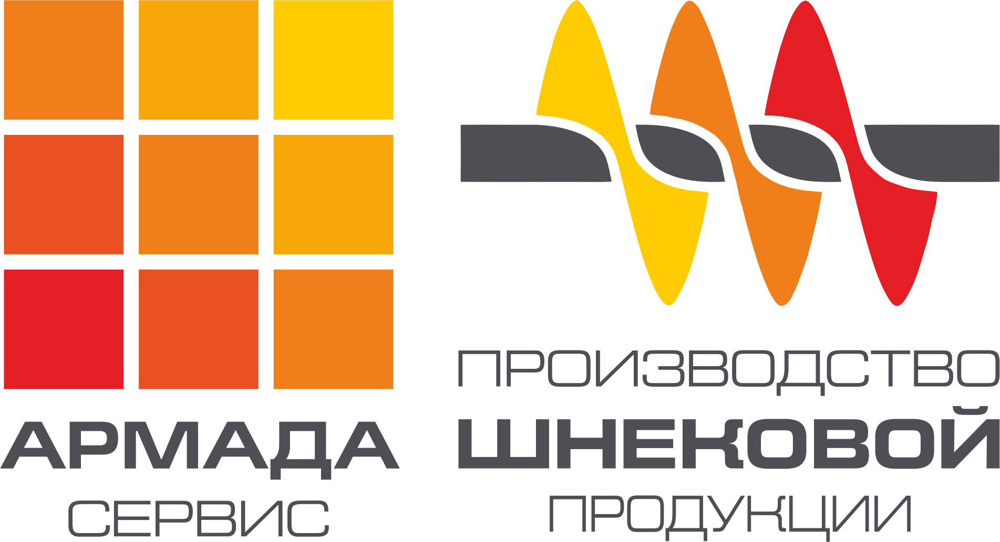 АРМАДА
СЕРВИС
ПРОИЗВОДСТВО
ШНЕКОВОЙ
ПРОДУКЦИИ